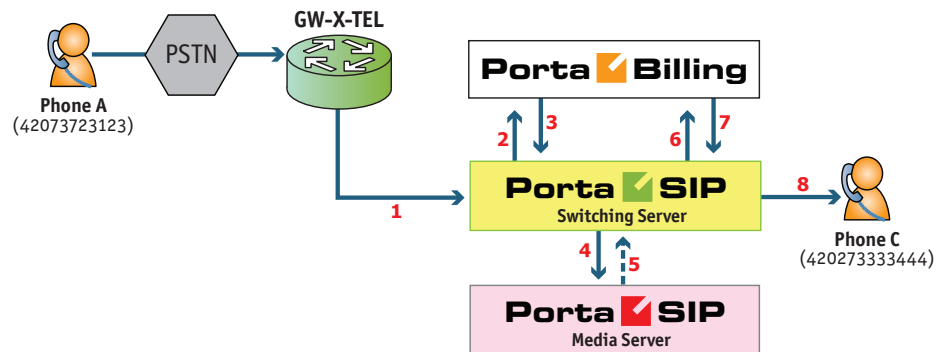 GW-X-TEL
PSTN
Phone A
(42073723123)
Porta Billing
2
3
6
7
1
Porta SIP
Switching Server
8
Phone C
(420273333444)
4
5
Porta SIP
Media Server